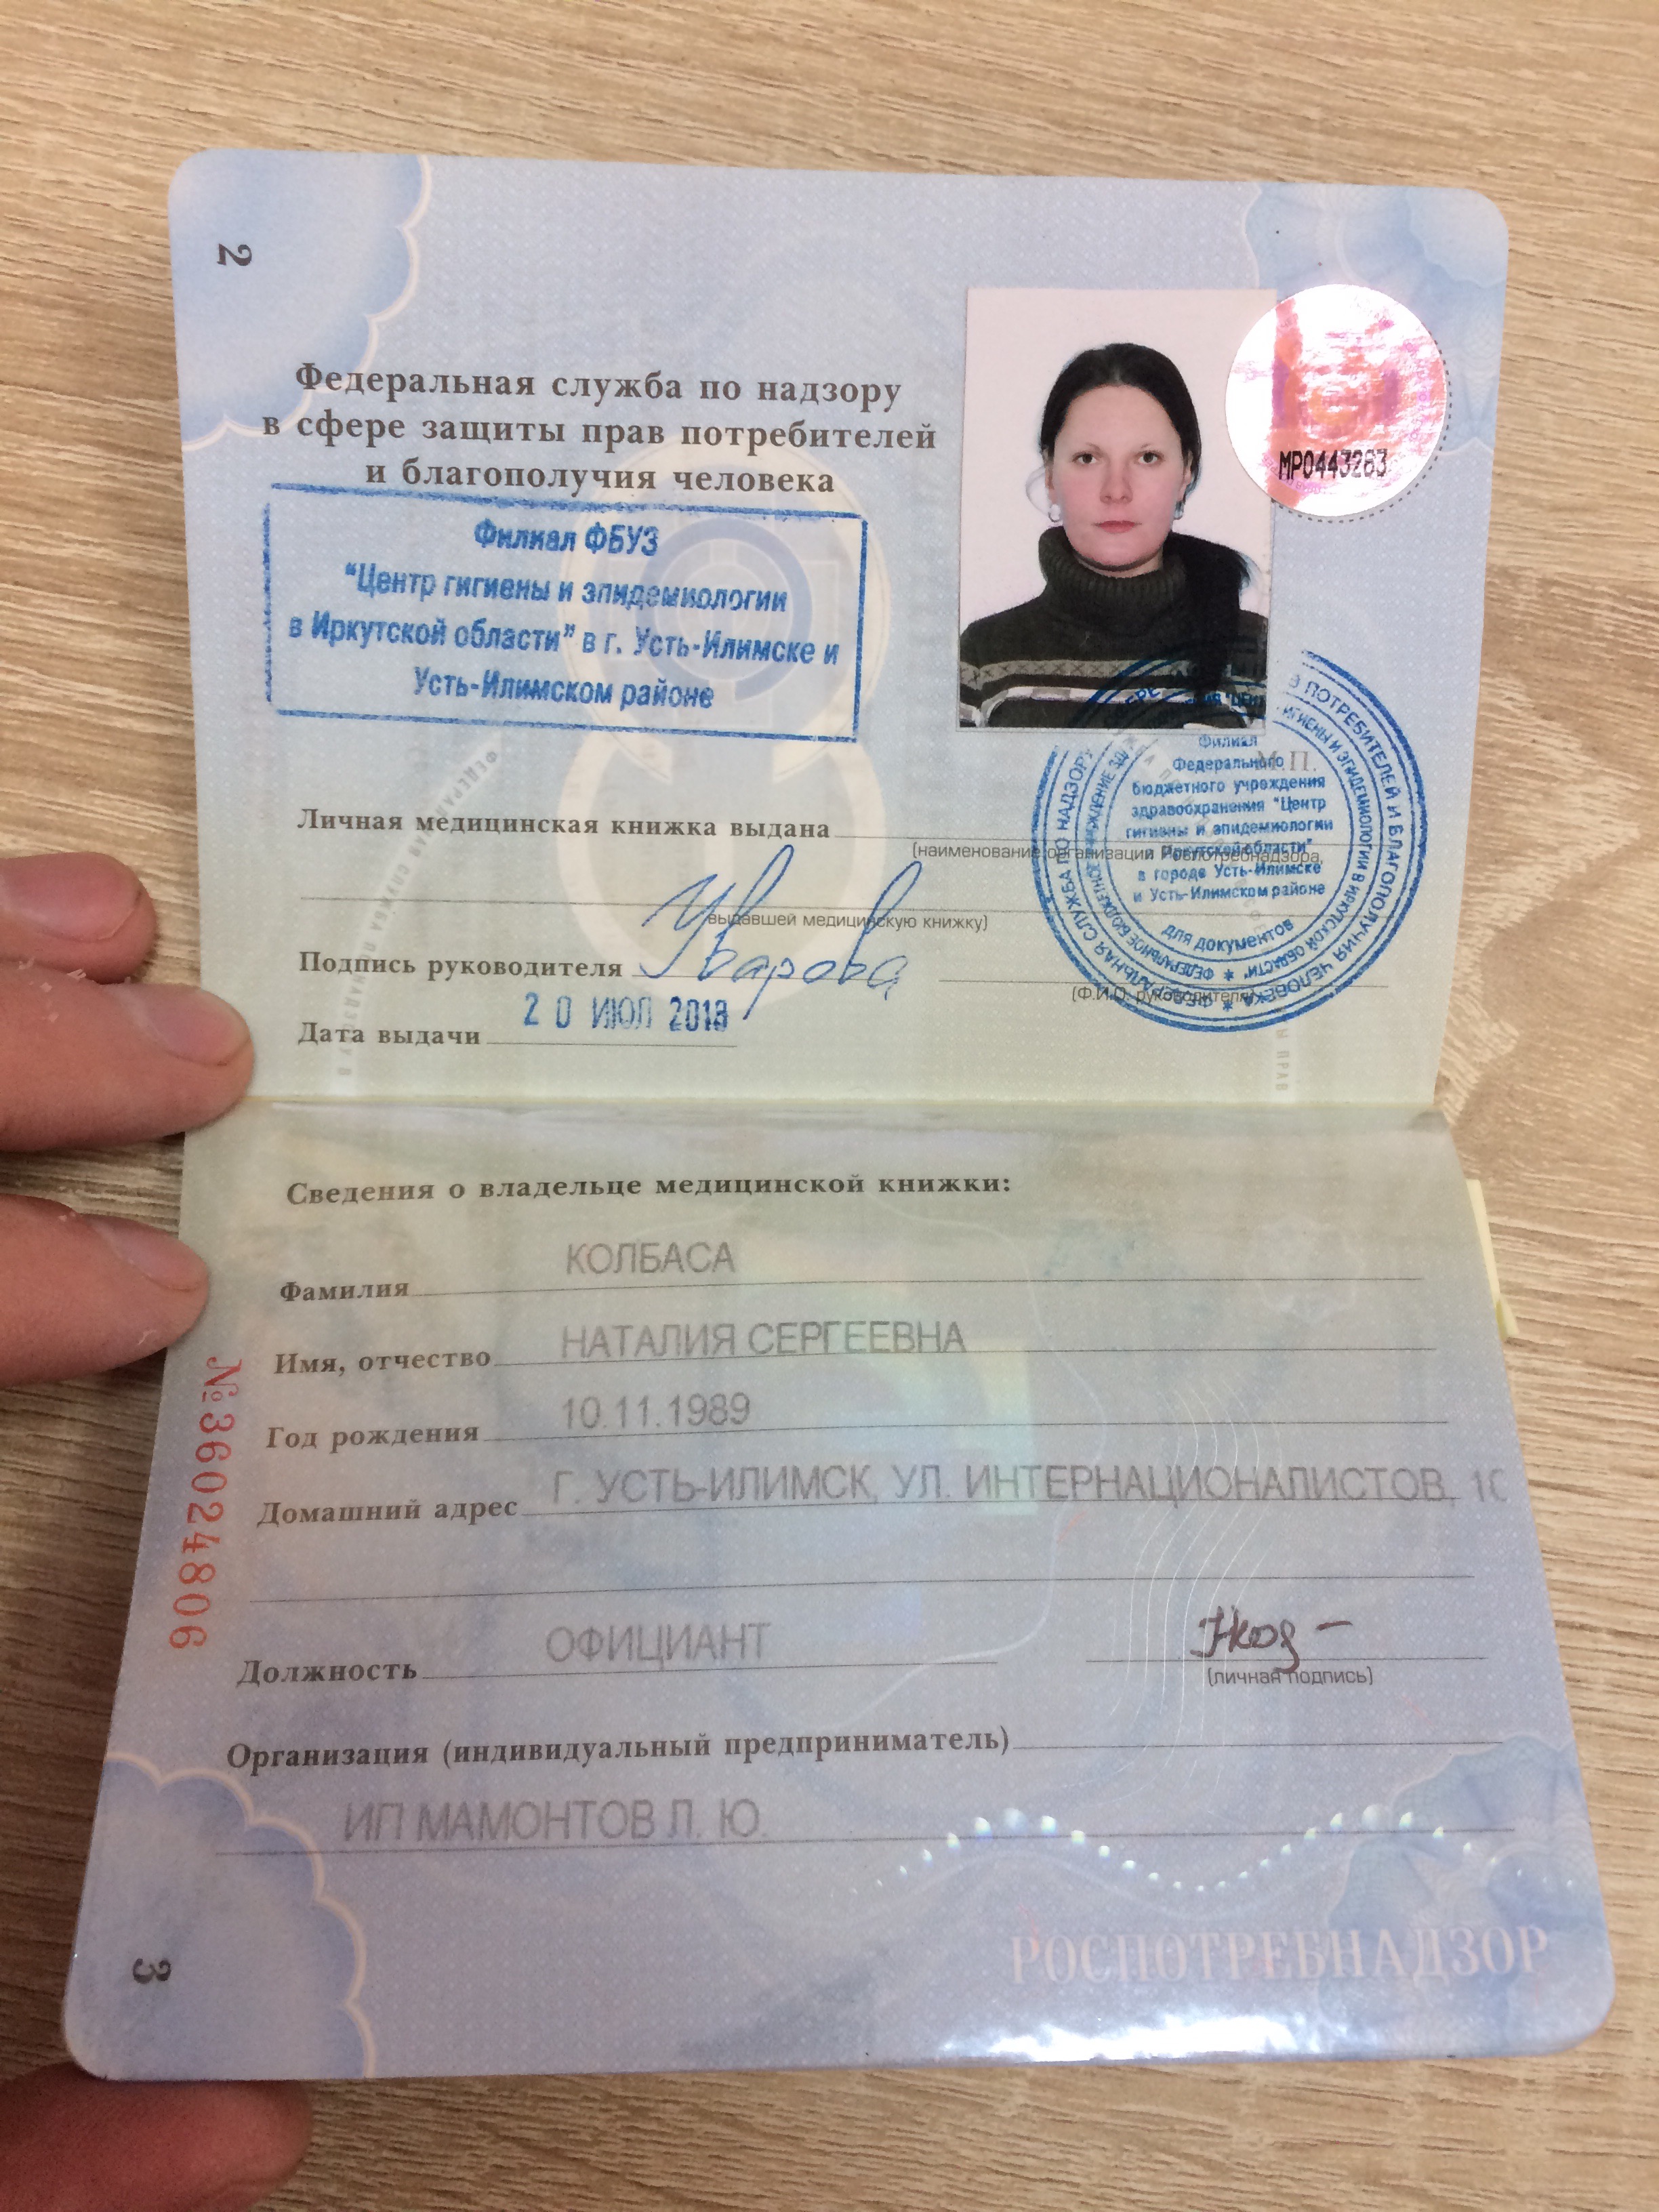 2
Федеральная служба по надзору
в сфере защиты прав потребителей
и благополучия человека
МР0443283
Филиал ФБУЗ
"Центр гигиены и эпидемиологии
в Иркутской области" в г. Усть-Илимске и
Усть-Илимском районе
М.П.
Филиал
Федерального
бюджетного учреждения
здравоохранения "Центр
гигиены и эпидемиологии
в Иркутской области"
в городе Усть-Илимске
и Усть-Илимском районе
для документов
Личная медицинская книжка выдана
(наименование организации Роспотребнадзора,
выдавшей медицинскую книжку)
Подпись руководителя Уварова
(Ф.И.О. руководителя)
Дата выдачи 20 ИЮЛ 2018
Сведения о владельце медицинской книжки:
Фамилия КОЛБАСА
Имя, отчество НАТАЛИЯ СЕРГЕЕВНА
Год рождения 10.11.1989
Домашний адрес Г. УСТЬ-ИЛИМСК, УЛ. ИНТЕРНАЦИОНАЛИСТОВ, 10
Должность ОФИЦИАНТ
(личная подпись)
Организация (индивидуальный предприниматель)
ИП МАМОНТОВ Л. Ю.
№36024806
3
РОСПОТРЕБНАДЗОР